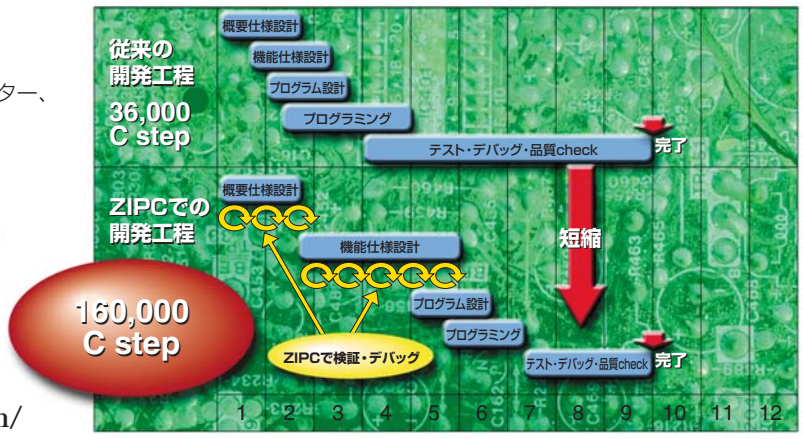 ター、
従来の
開発工程
36,000
C step
概要仕様設計
機能仕様設計
プログラム設計
プログラミング
テスト・デバッグ・品質check
完了
ZIPCでの
開発工程
160,000
C step
概要仕様設計
機能仕様設計
プログラム設計
プログラミング
テスト・デバッグ・品質check
完了
短縮
ZIPCで検証・デバッグ
1 2 3 4 5 6 7 8 9 10 11 12
n/